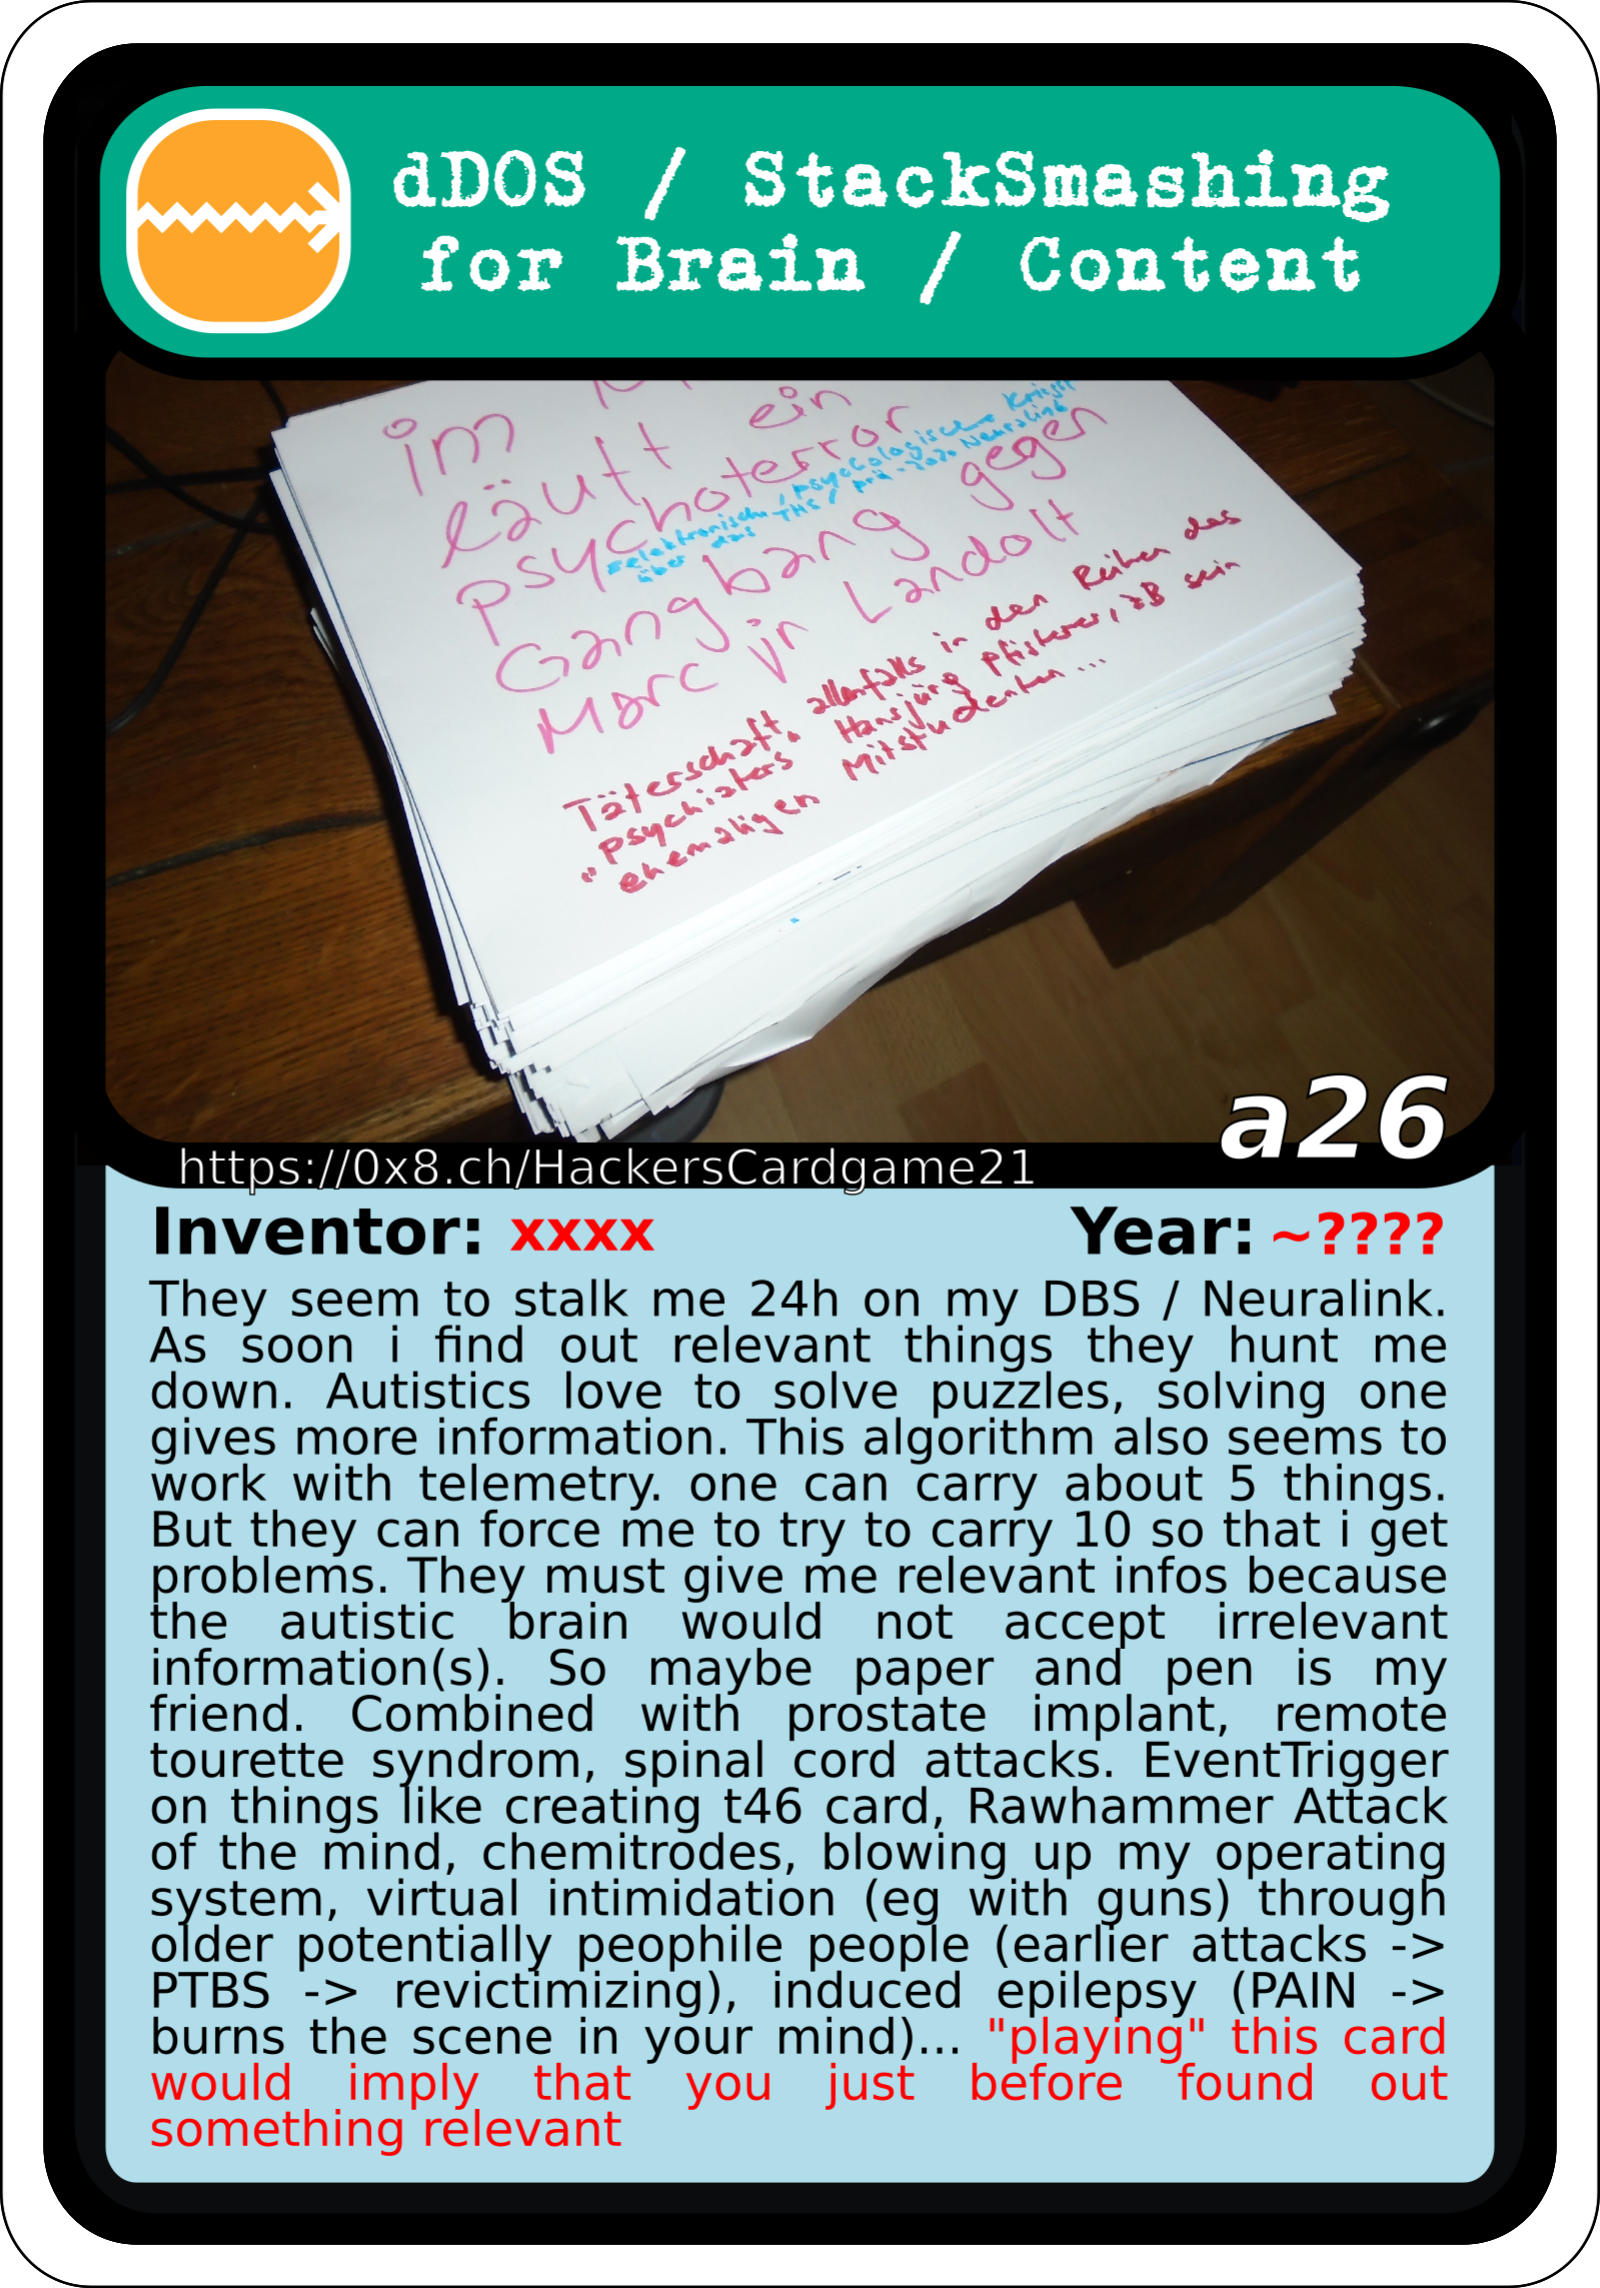 dDOS / StackSmashing
for Brain / Content
im
läuft ein
psychoterror
=elektronische / psycologische Kriegs
über das THS / prä-2020 Neuralink
Gangbang gegen
Marc jr Landolt
Täterschaft allenfalls in den Reihen des
"Psychiaters" Hansjürg Pfisterer, zB sein
ehemaligen Mitstudenten ...
a26
https://0x8.ch/HackersCardgame21
Inventor: xxxx Year: ~????
They seem to stalk me 24h on my DBS / Neuralink.
As soon i find out relevant things they hunt me
down. Autistics love to solve puzzles, solving one
gives more information. This algorithm also seems to
work with telemetry. one can carry about 5 things.
But they can force me to try to carry 10 so that i get
problems. They must give me relevant infos because
the autistic brain would not accept irrelevant
information(s). So maybe paper and pen is my
friend. Combined with prostate implant, remote
tourette syndrom, spinal cord attacks. EventTrigger
on things like creating t46 card, Rawhammer Attack
of the mind, chemitrodes, blowing up my operating
system, virtual intimidation (eg with guns) through
older potentially peophile people (earlier attacks ->
PTBS -> revictimizing), induced epilepsy (PAIN ->
burns the scene in your mind)... "playing" this card
would imply that you just before found out
something relevant